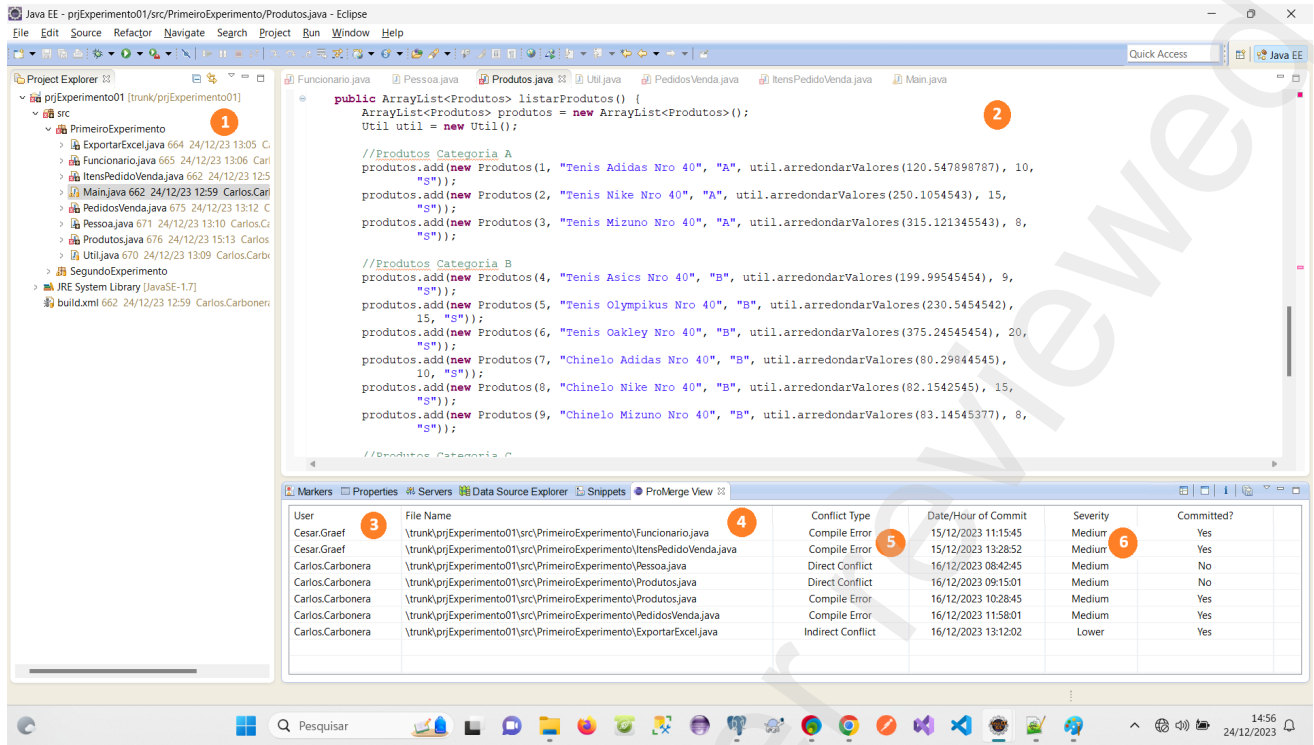 Java EE - prjExperimento01/src/PrimeiroExperimento/Produtos.java - Eclipse
File Edit Source Refactor Navigate Search Project Run Window Help
Quick Access
Java EE
Project Explorer
prjExperimento01 [trunk/prjExperimento01]
src
1
PrimeiroExperimento
ExportarExcel.java 664 24/12/23 13:05 C
Funcionario.java 665 24/12/23 13:06 Carl
ItensPedidoVenda.java 662 24/12/23 12:5
Main.java 662 24/12/23 12:59 Carlos.Carl
PedidosVenda.java 675 24/12/23 13:12 C
Pessoa.java 671 24/12/23 13:10 Carlos.Ca
Produtos.java 676 24/12/23 15:13 Carlos
Util.java 670 24/12/23 13:09 Carlos.Carbo
SegundoExperimento
JRE System Library [JavaSE-1.7]
build.xml 662 24/12/23 12:59 Carlos.Carbonera
Funcionario.java Pessoa.java Produtos.java Util.java PedidosVenda.java ItensPedidoVenda.java Main.java
2
public ArrayList<Produtos> listarProdutos() {
ArrayList<Produtos> produtos = new ArrayList<Produtos>();
Util util = new Util();
//Produtos Categoria A
produtos.add(new Produtos(1, "Tenis Adidas Nro 40", "A", util.arredondarValores(120.547898787), 10,
"S"));
produtos.add(new Produtos(2, "Tenis Nike Nro 40", "A", util.arredondarValores(250.1054543), 15,
"S"));
produtos.add(new Produtos(3, "Tenis Mizuno Nro 40", "A", util.arredondarValores(315.121345543), 8,
"S"));
//Produtos Categoria B
produtos.add(new Produtos(4, "Tenis Asics Nro 40", "B", util.arredondarValores(199.99545454), 9,
"S"));
produtos.add(new Produtos(5, "Tenis Olympikus Nro 40", "B", util.arredondarValores(230.5454542),
15, "S"));
produtos.add(new Produtos(6, "Tenis Oakley Nro 40", "B", util.arredondarValores(375.24545454), 20,
"S"));
produtos.add(new Produtos(7, "Chinelo Adidas Nro 40", "B", util.arredondarValores(80.29844545),
10, "S"));
produtos.add(new Produtos(8, "Chinelo Nike Nro 40", "B", util.arredondarValores(82.1542545), 15,
"S"));
produtos.add(new Produtos(9, "Chinelo Mizuno Nro 40", "B", util.arredondarValores(83.14545377), 8,
"S"));
//Produtos Categoria C
Markers Properties Servers Data Source Explorer Snippets ProMerge View
User File Name Conflict Type Date/Hour of Commit Severity Committed?
3 4 5 6
Cesar.Graef \trunk\prjExperimento01\src\PrimeiroExperimento\Funcionario.java Compile Error 15/12/2023 11:15:45 Medium Yes
Cesar.Graef \trunk\prjExperimento01\src\PrimeiroExperimento\ItensPedidoVenda.java Compile Error 15/12/2023 13:28:52 Medium Yes
Carlos.Carbonera \trunk\prjExperimento01\src\PrimeiroExperimento\Pessoa.java Direct Conflict 16/12/2023 08:42:45 Medium No
Carlos.Carbonera \trunk\prjExperimento01\src\PrimeiroExperimento\Produtos.java Direct Conflict 16/12/2023 09:15:01 Medium No
Carlos.Carbonera \trunk\prjExperimento01\src\PrimeiroExperimento\Produtos.java Compile Error 16/12/2023 10:28:45 Medium Yes
Carlos.Carbonera \trunk\prjExperimento01\src\PrimeiroExperimento\PedidosVenda.java Compile Error 16/12/2023 11:58:01 Medium Yes
Carlos.Carbonera \trunk\prjExperimento01\src\PrimeiroExperimento\ExportarExcel.java Indirect Conflict 16/12/2023 13:12:02 Lower Yes
Pesquisar
14:56
24/12/2023
er reviewed